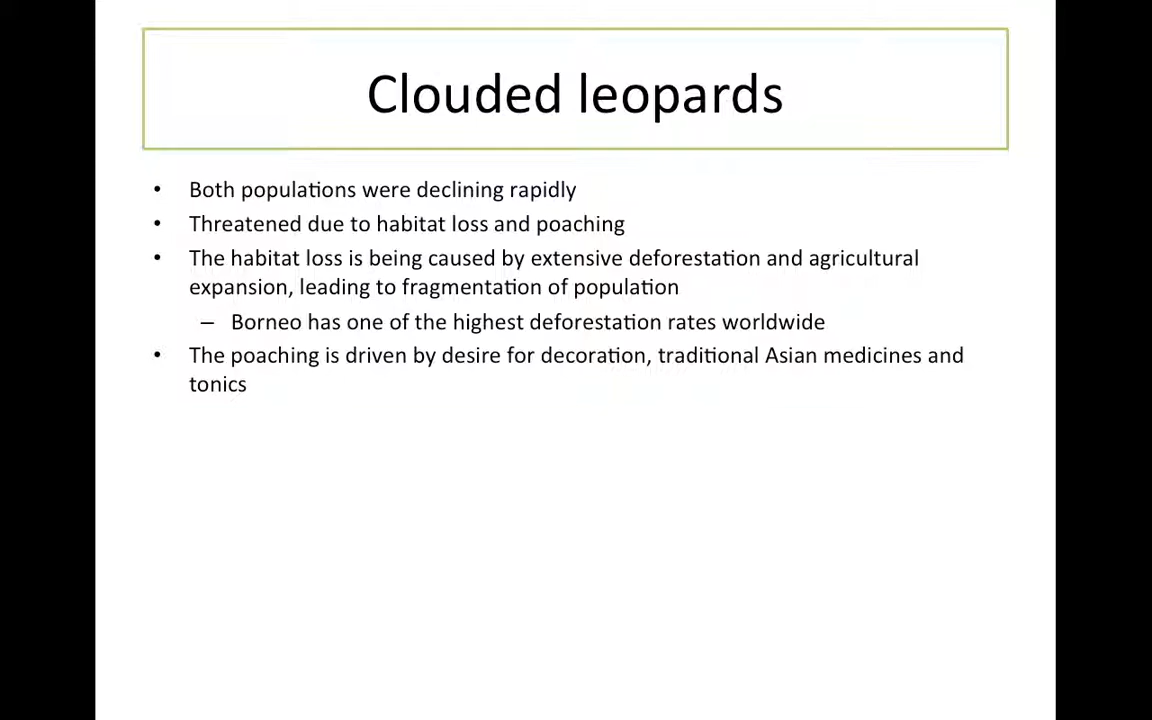 Clouded leopards
• Both populations were declining rapidly
• Threatened due to habitat loss and poaching
• The habitat loss is being caused by extensive deforestation and agricultural
expansion, leading to fragmentation of population
– Borneo has one of the highest deforestation rates worldwide
• The poaching is driven by desire for decoration, traditional Asian medicines and
tonics